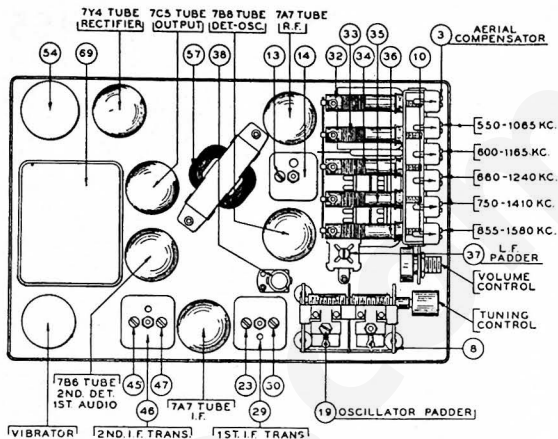 7Y4 TUBE
RECTIFIER
7C5 TUBE
OUTPUT
7B8 TUBE
DET-OSC.
7A7 TUBE
R.F.
54
69
57
38
13
14
32
33
34
35
36
10
3
AERIAL
COMPENSATOR
550-1065 KC.
600-1165 KC.
680-1240 KC.
750-1410 KC.
855-1580 KC.
37
L.F.
PADDER
VOLUME
CONTROL
TUNING
CONTROL
8
45
47
23
30
46
29
19
OSCILLATOR PADDER
7B6 TUBE
2ND. DET.
1ST. AUDIO
7A7 TUBE
I.F.
VIBRATOR
2ND. I.F. TRANS
1ST. I.F. TRANS